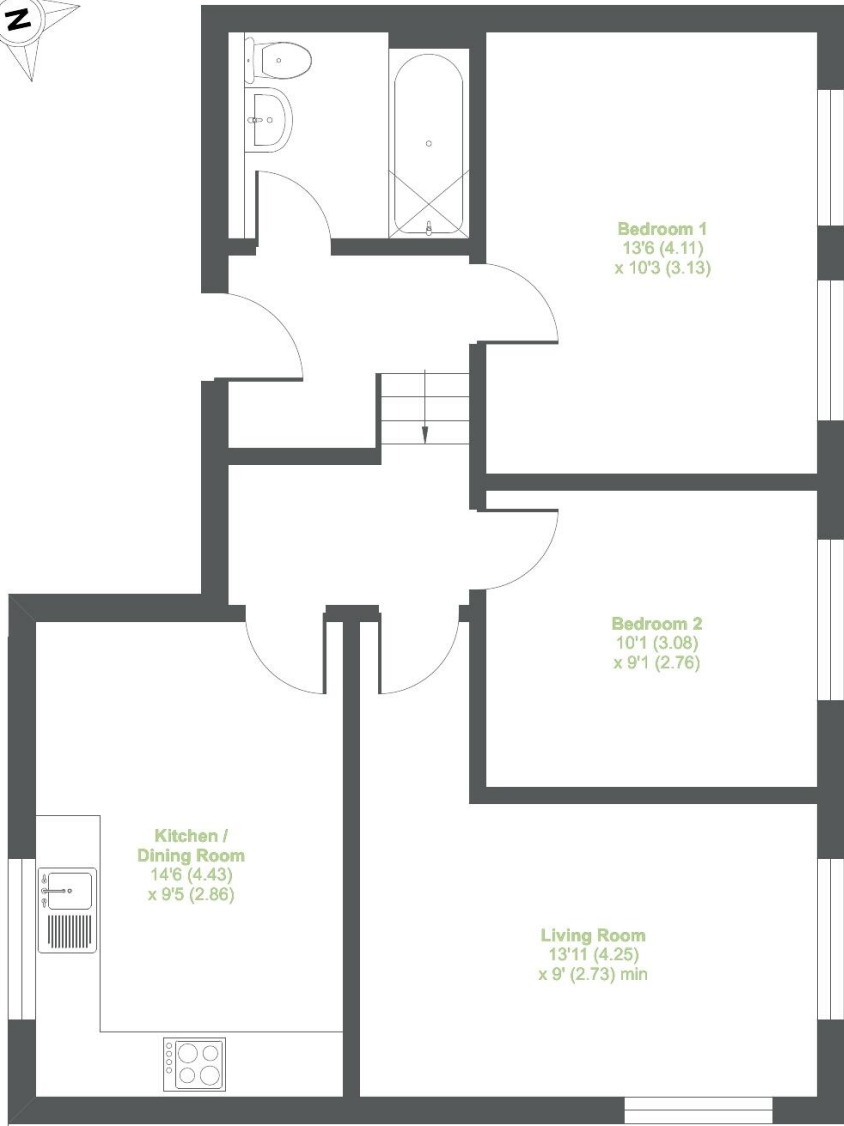 N
Bedroom 1
13'6 (4.11)
x 10'3 (3.13)
Bedroom 2
10'1 (3.08)
x 9'1 (2.76)
Kitchen /
Dining Room
14'6 (4.43)
x 9'5 (2.86)
Living Room
13'11 (4.25)
x 9' (2.73) min